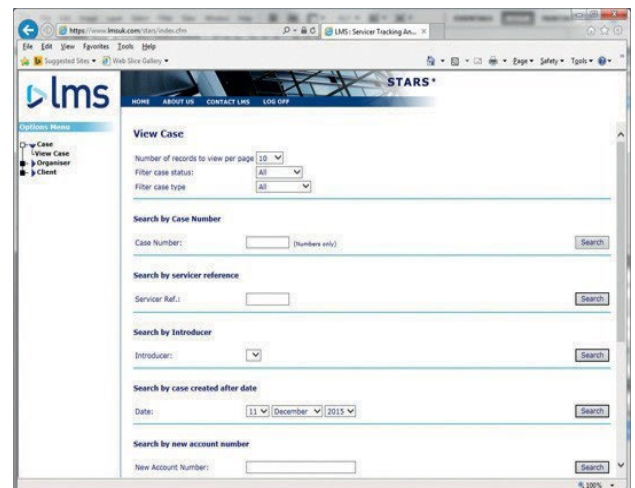 https://www.lmsuk.com/stars/index.cfm
LMS: Servicer Tracking An...
File Edit View Favorites Tools Help
Suggested Sites Web Slice Gallery
Page Safety Tools
lms
STARS
HOME ABOUT US CONTACT LMS LOG OFF
Options Menu
Case
View Case
Organiser
Client
View Case
Number of records to view per page 10
Filter case status: All
Filter case type All
Search by Case Number
Case Number: (Numbers only) Search
Search by servicer reference
Servicer Ref.: Search
Search by Introducer
Introducer: Search
Search by case created after date
Date: 11 December 2015 Search
Search by new account number
New Account Number: Search
100%